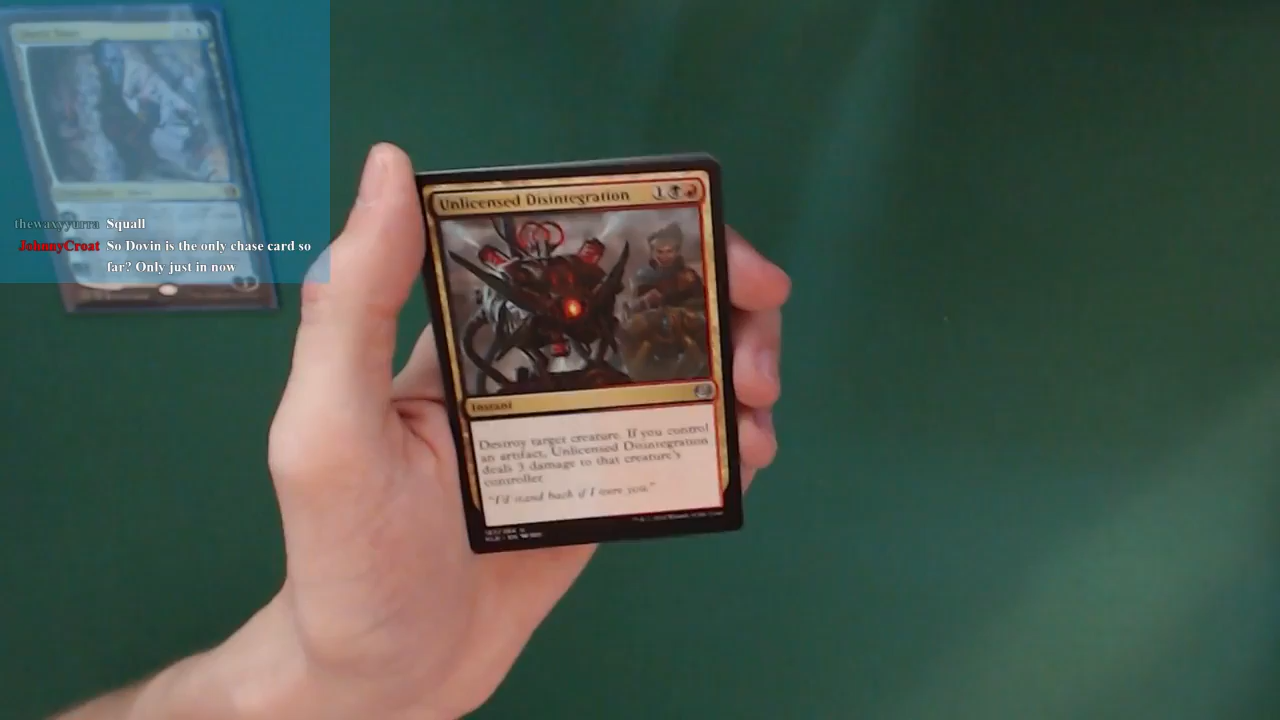 thewaxyyurra Squall
JohnnyCroat So Dovin is the only chase card so
far? Only just in now
Unlicensed Disintegration 1
Instant
Destroy target creature. If you control
an artifact, Unlicensed Disintegration
deals 3 damage to that creature's
controller.
"I'd stand back if I were you."